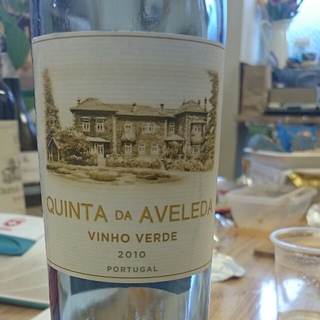 QUINTA DA AVELEDA
VINHO VERDE
2010
PORTUGAL